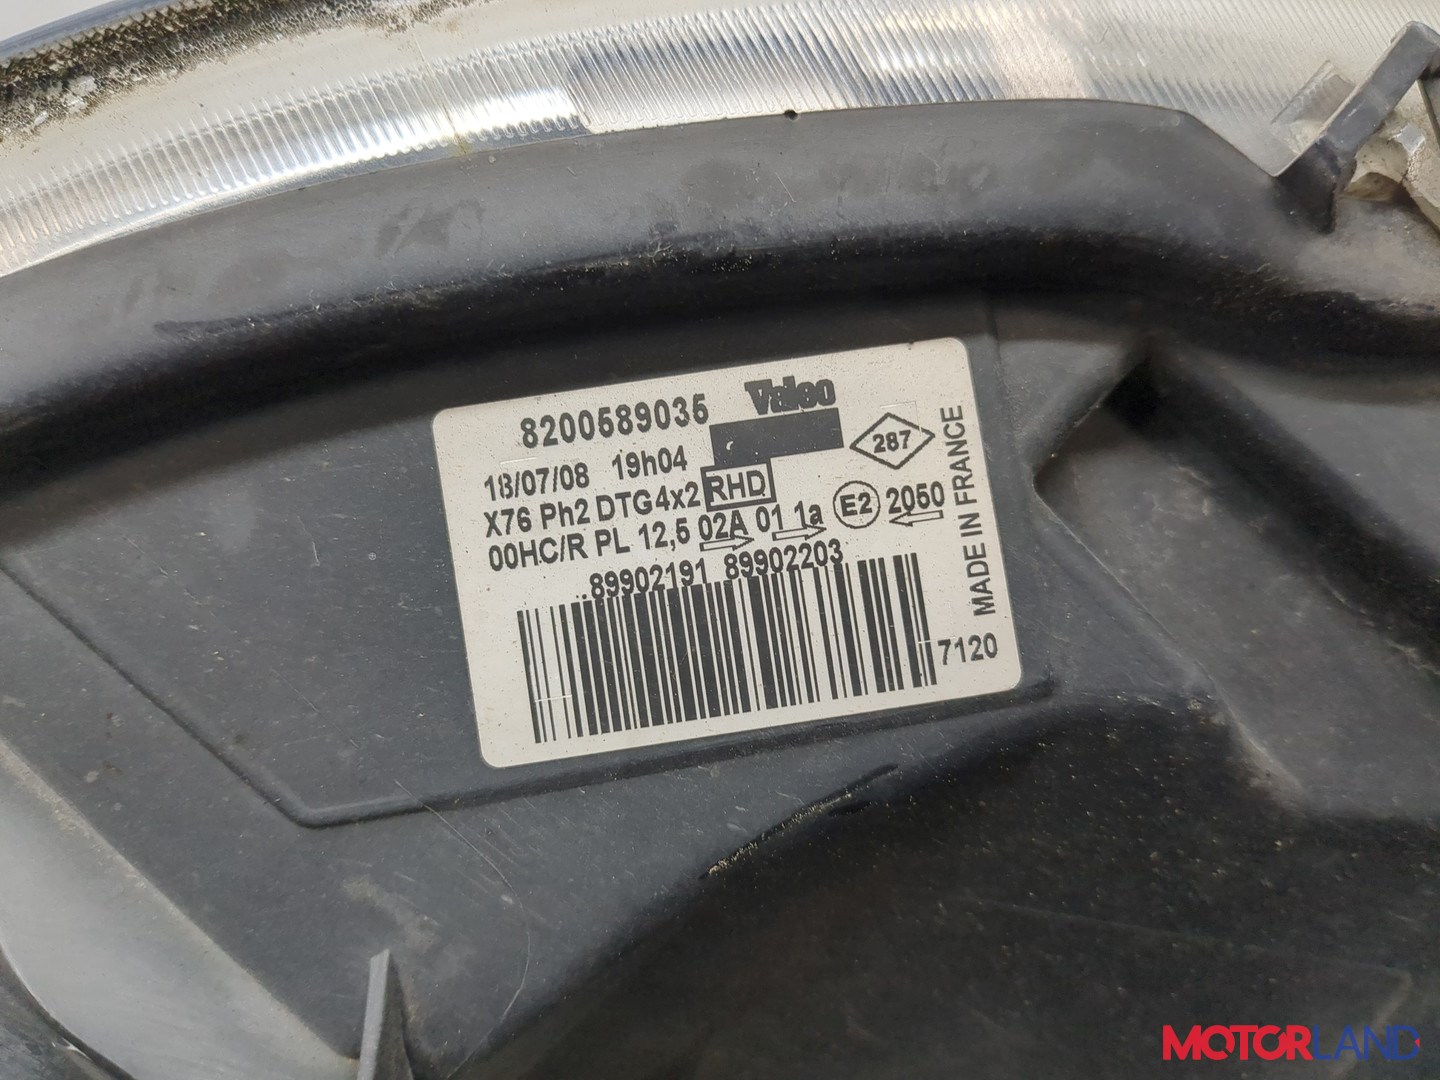 8200589035 Valeo
18/07/08 19h04 287
X76 Ph2 DTG4x2 RHD
00HC/R PL 12,5 02A 01 1a E2 2050
89902191 89902203
7120
MADE IN FRANCE
MOTORLAND